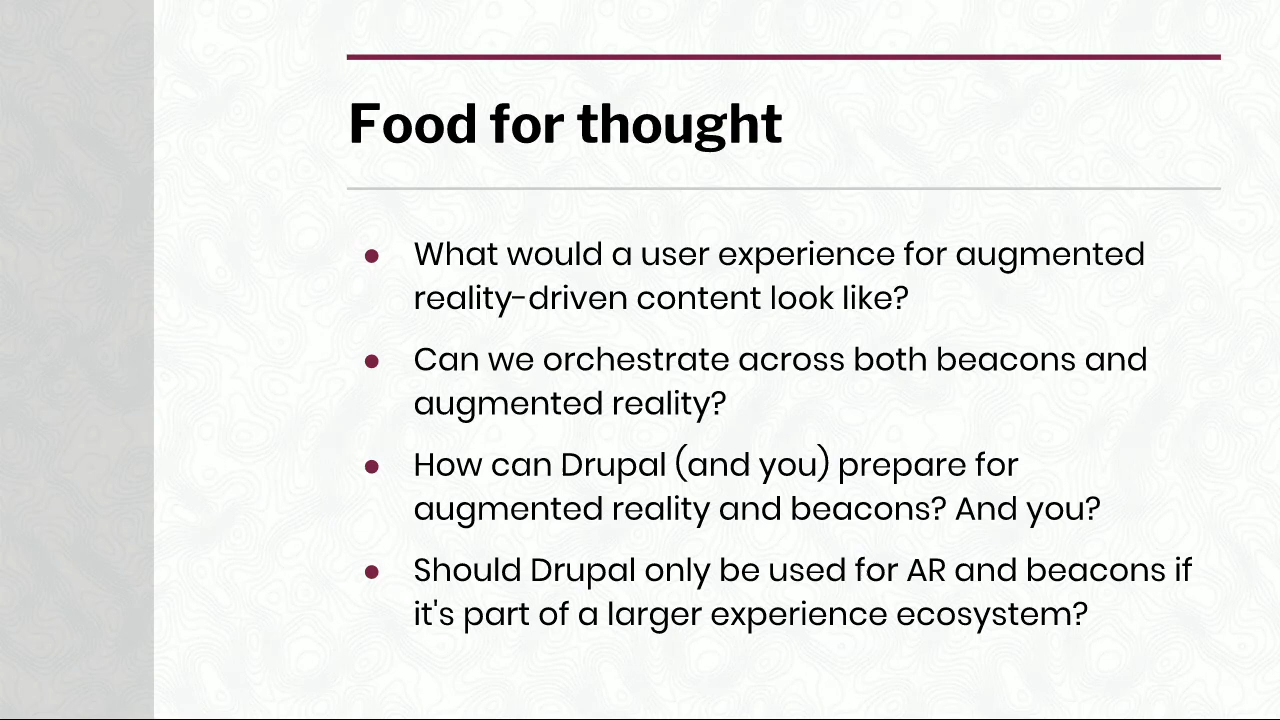 Food for thought
● What would a user experience for augmented
reality-driven content look like?
● Can we orchestrate across both beacons and
augmented reality?
● How can Drupal (and you) prepare for
augmented reality and beacons? And you?
● Should Drupal only be used for AR and beacons if
it's part of a larger experience ecosystem?